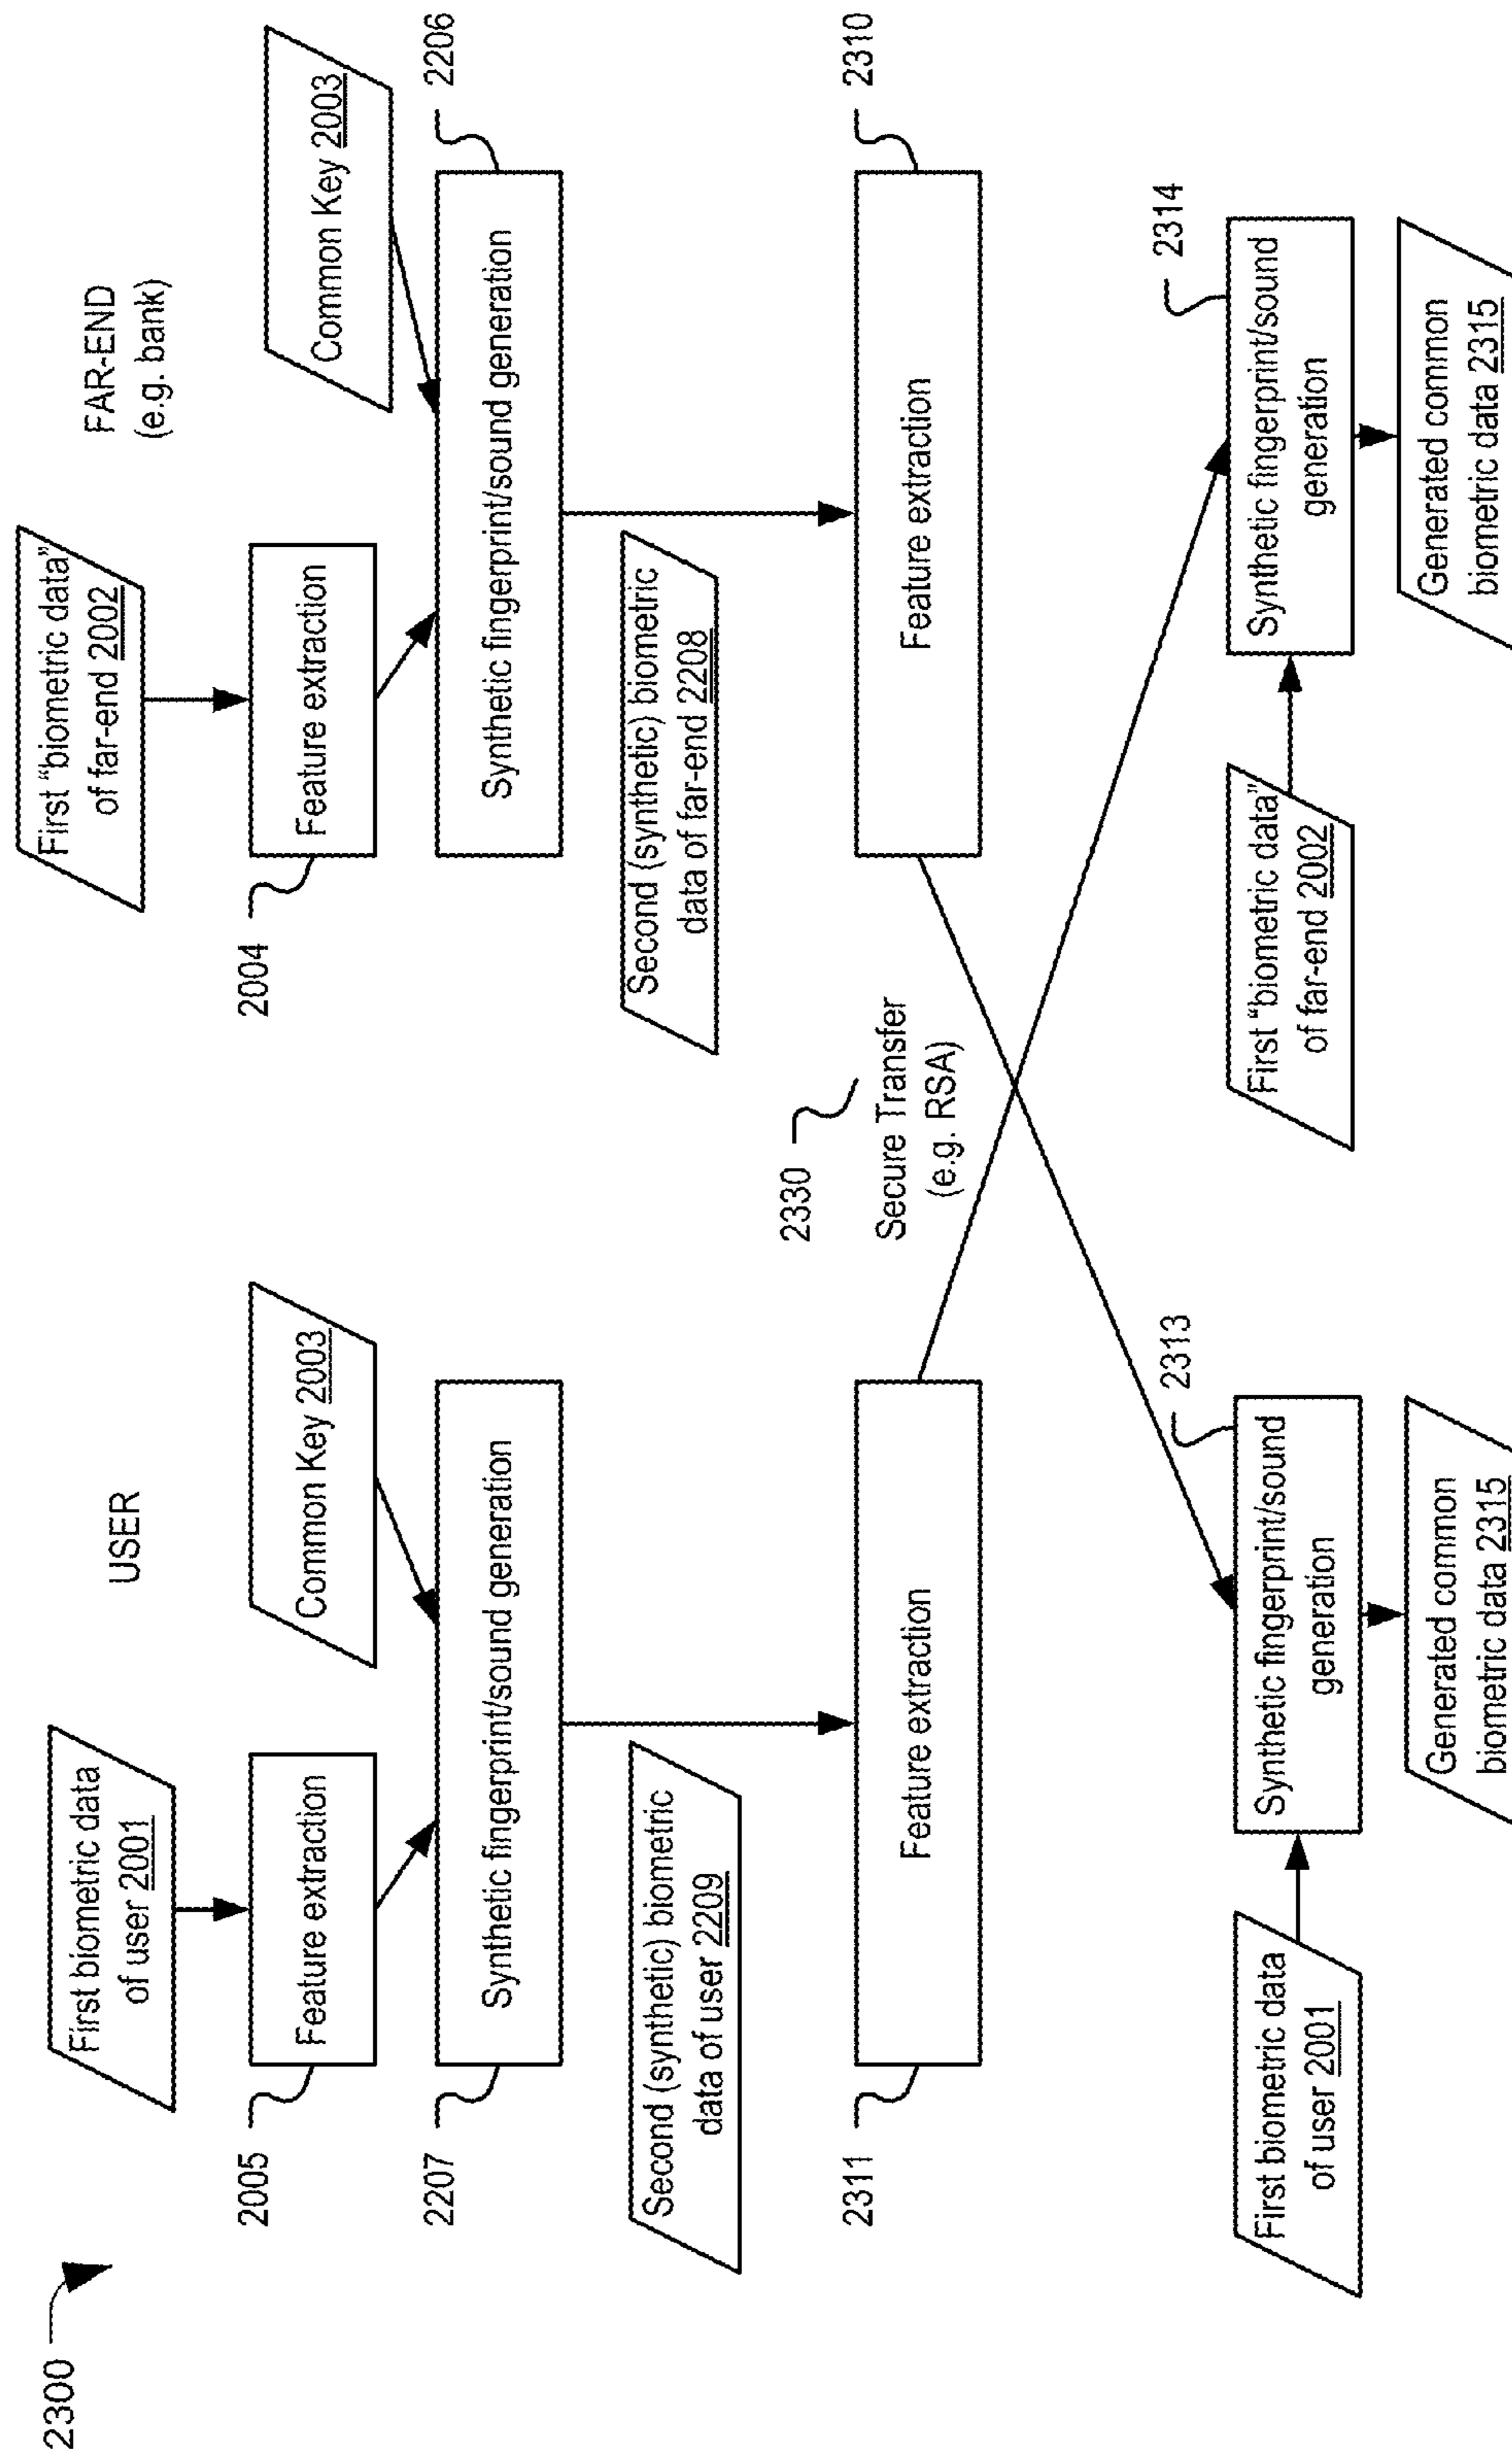 2300
USER
FAR-END
(e.g. bank)
First biometric data
of user 2001
First “biometric data”
of far-end 2002
Common Key 2003
Common Key 2003
2005
Feature extraction
2004
Feature extraction
2207
Synthetic fingerprint/sound generation
Synthetic fingerprint/sound generation
2206
Second (synthetic) biometric
data of user 2209
Second (synthetic) biometric
data of far-end 2208
2311
Feature extraction
2330
Secure Transfer
(e.g. RSA)
Feature extraction
2310
First biometric data
of user 2001
Synthetic fingerprint/sound
generation
2313
First “biometric data”
of far-end 2002
Synthetic fingerprint/sound
generation
2314
Generated common
biometric data 2315
Generated common
biometric data 2315